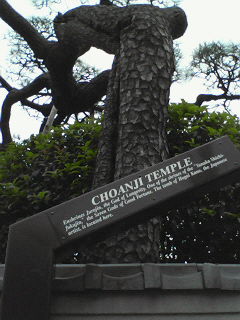 CHOANJI TEMPLE
Enshrines Jurojin, the God of Longevity. One of the deities of the "Yanaka Shichi-
fukujin, the Seven Gods of Good Fortune. The tomb of Hogai Kano, the Japanese
artist, is located here.